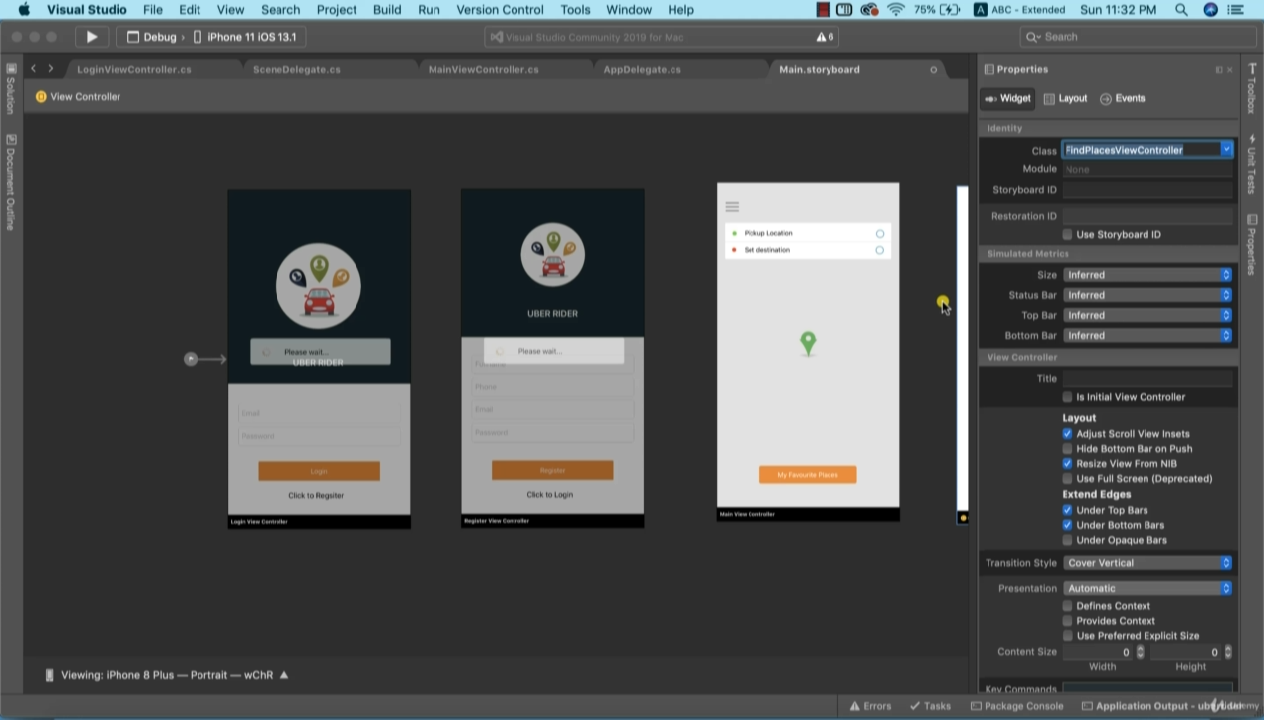 Visual Studio File Edit View Search Project Build Run Version Control Tools Window Help 75% A ABC - Extended Sun 11:32 PM
Debug › iPhone 11 iOS 13.1 Visual Studio Community 2019 for Mac 6 Search
LoginViewController.cs SceneDelegate.cs MainViewController.cs AppDelegate.cs Main.storyboard
View Controller
Solution
Document Outline
Please wait...
UBER RIDER
Email
Password
Login
Click to Regsiter
Login View Controller
UBER RIDER
Please wait...
Phone
Email
Password
Register
Click to Login
Register View Controller
Pickup Location
Set destination
My Favourite Places
Main View Controller
Viewing: iPhone 8 Plus — Portrait — wChR
Properties
Widget Layout Events
Identity
Class FindPlacesViewController
Module None
Storyboard ID
Restoration ID
Use Storyboard ID
Simulated Metrics
Size Inferred
Status Bar Inferred
Top Bar Inferred
Bottom Bar Inferred
View Controller
Title
Is Initial View Controller
Layout
Adjust Scroll View Insets
Hide Bottom Bar on Push
Resize View From NIB
Use Full Screen (Deprecated)
Extend Edges
Under Top Bars
Under Bottom Bars
Under Opaque Bars
Transition Style Cover Vertical
Presentation Automatic
Defines Context
Provides Context
Use Preferred Explicit Size
Content Size 0 0
Width Height
Key Commands
Toolbox
Unit Tests
Properties
Errors Tasks Package Console Application Output - ub